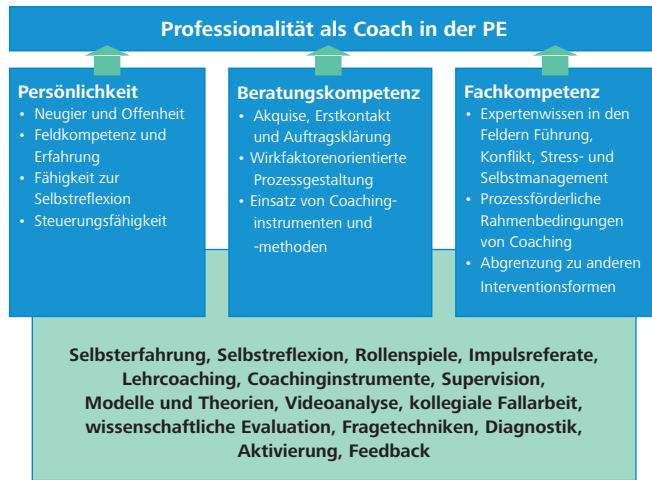 Professionalität als Coach in der PE
Persönlichkeit
• Neugier und Offenheit
• Feldkompetenz und
Erfahrung
• Fähigkeit zur
Selbstreflexion
• Steuerungsfähigkeit
Beratungskompetenz
• Akquise, Erstkontakt
und Auftragsklärung
• Wirkfaktorenorientierte
Prozessgestaltung
• Einsatz von Coaching-
instrumenten und
-methoden
Fachkompetenz
• Expertenwissen in den
Feldern Führung,
Konflikt, Stress- und
Selbstmanagement
• Prozessförderliche
Rahmenbedingungen
von Coaching
• Abgrenzung zu anderen
Interventionsformen
Selbsterfahrung, Selbstreflexion, Rollenspiele, Impulsreferate,
Lehrcoaching, Coachinginstrumente, Supervision,
Modelle und Theorien, Videoanalyse, kollegiale Fallarbeit,
wissenschaftliche Evaluation, Fragetechniken, Diagnostik,
Aktivierung, Feedback